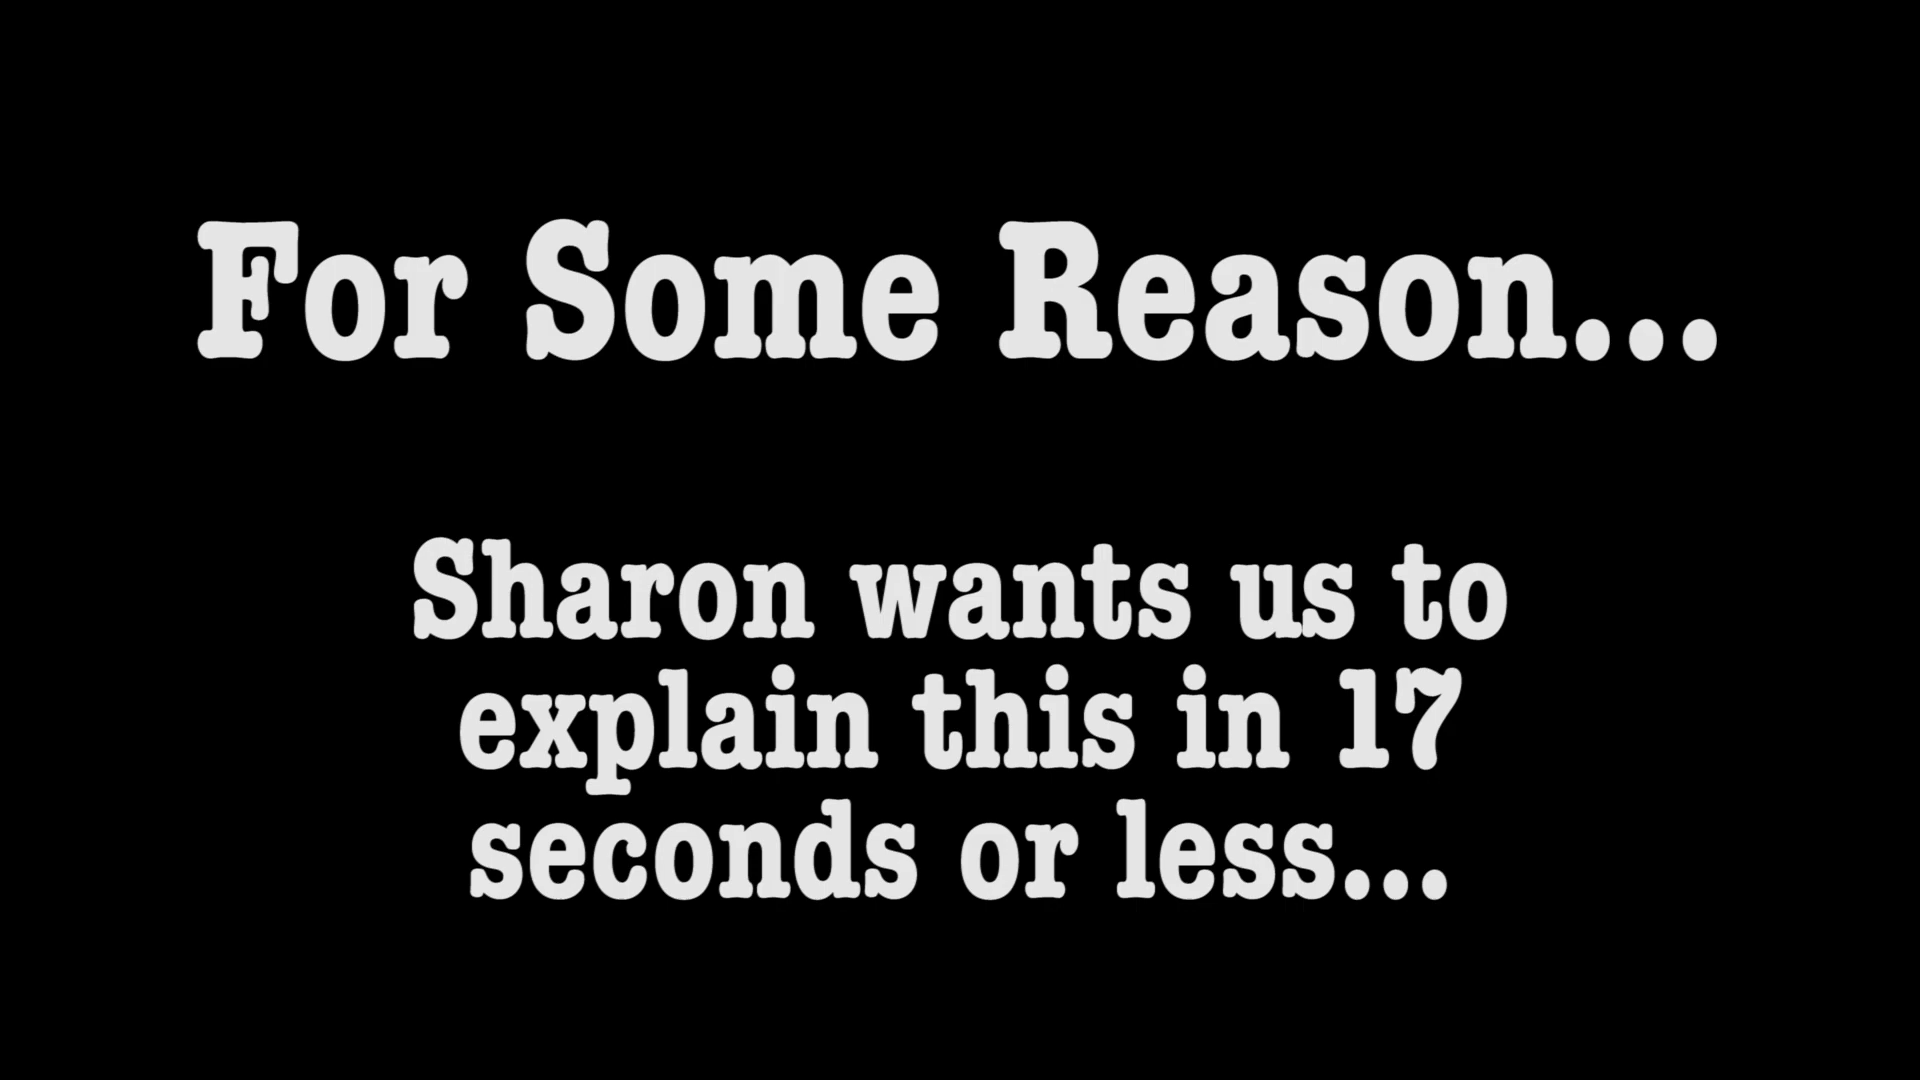 For Some Reason...
Sharon wants us to
explain this in 17
seconds or less...